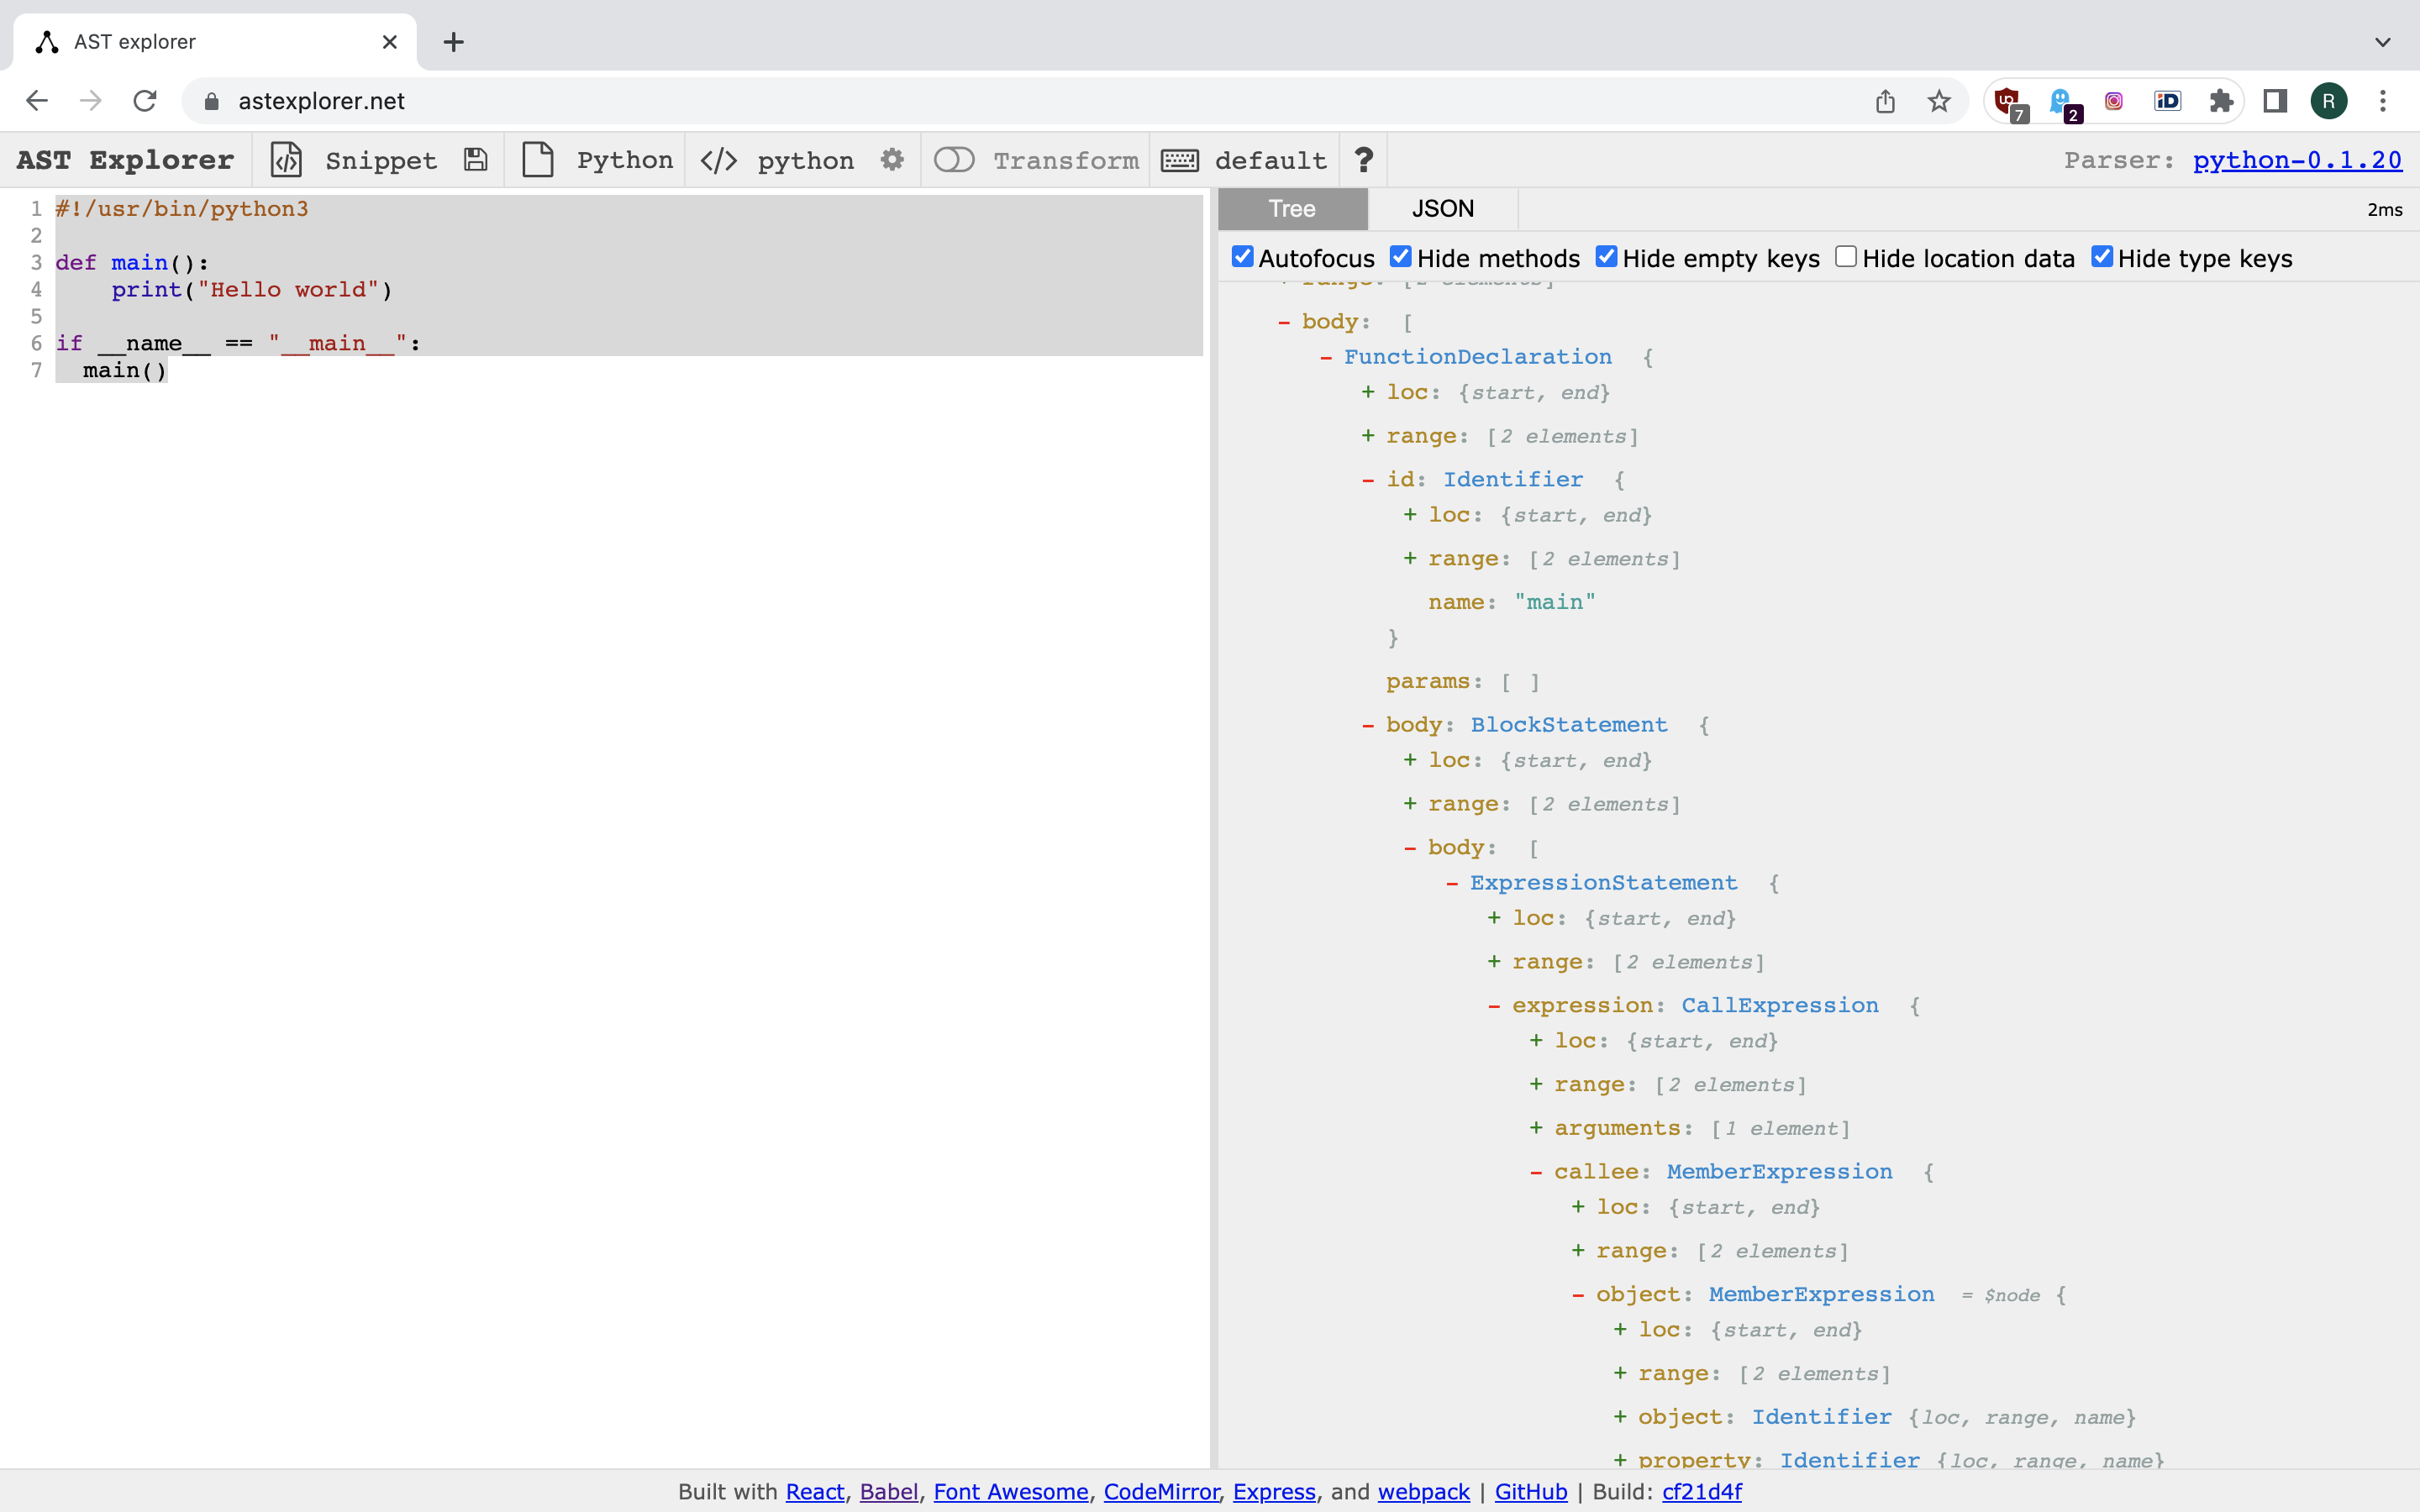 AST explorer
astexplorer.net
7
2
R
AST Explorer
Snippet
Python
</> python
Transform
default
?
Parser: python-0.1.20
1 #!/usr/bin/python3
2
3 def main():
4     print("Hello world")
5
6 if __name__ == "__main__":
7   main()
Tree
JSON
2ms
Autofocus Hide methods Hide empty keys Hide location data Hide type keys
+ range: [2 elements]
- body: [
- FunctionDeclaration {
+ loc: {start, end}
+ range: [2 elements]
- id: Identifier {
+ loc: {start, end}
+ range: [2 elements]
name: "main"
}
params: [ ]
- body: BlockStatement {
+ loc: {start, end}
+ range: [2 elements]
- body: [
- ExpressionStatement {
+ loc: {start, end}
+ range: [2 elements]
- expression: CallExpression {
+ loc: {start, end}
+ range: [2 elements]
+ arguments: [1 element]
- callee: MemberExpression {
+ loc: {start, end}
+ range: [2 elements]
- object: MemberExpression = $node {
+ loc: {start, end}
+ range: [2 elements]
+ object: Identifier {loc, range, name}
+ property: Identifier {loc, range, name}
Built with React, Babel, Font Awesome, CodeMirror, Express, and webpack | GitHub | Build: cf21d4f